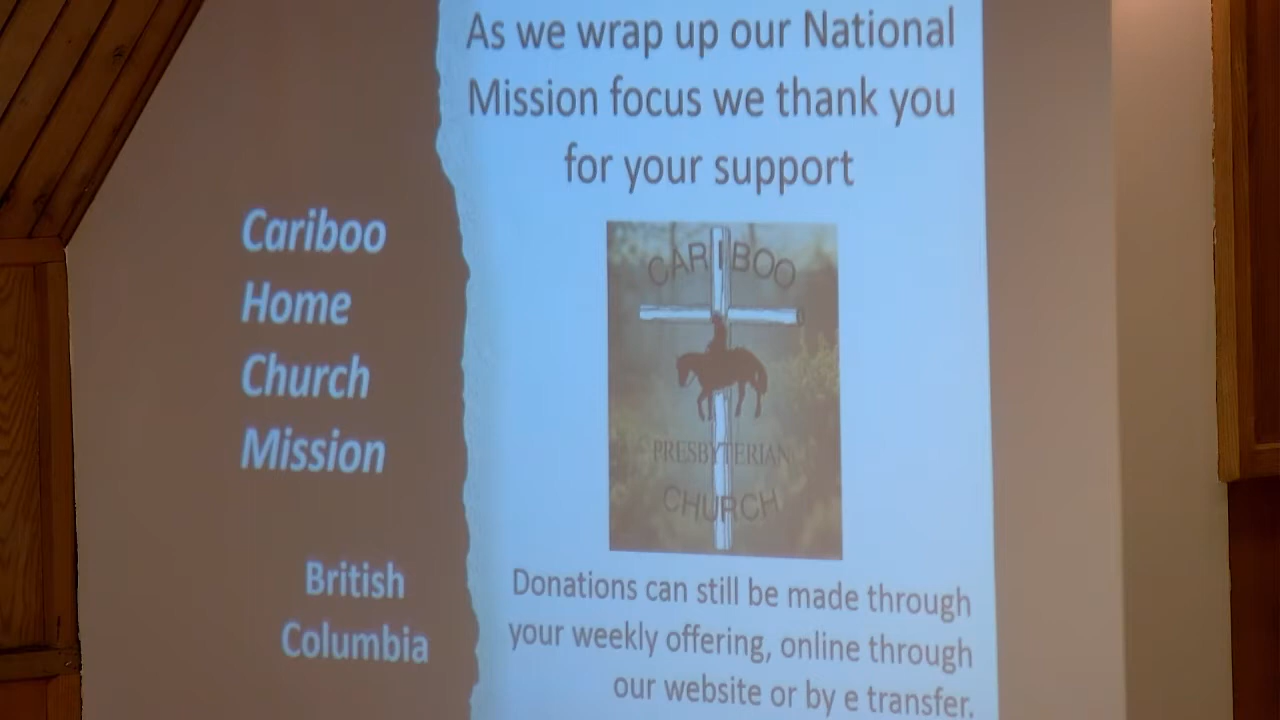 As we wrap up our National
Mission focus we thank you
for your support
Cariboo
Home
Church
Mission
British
Columbia
CARIBOO
PRESBYTERIAN
CHURCH
Donations can still be made through
your weekly offering, online through
our website or by e transfer.